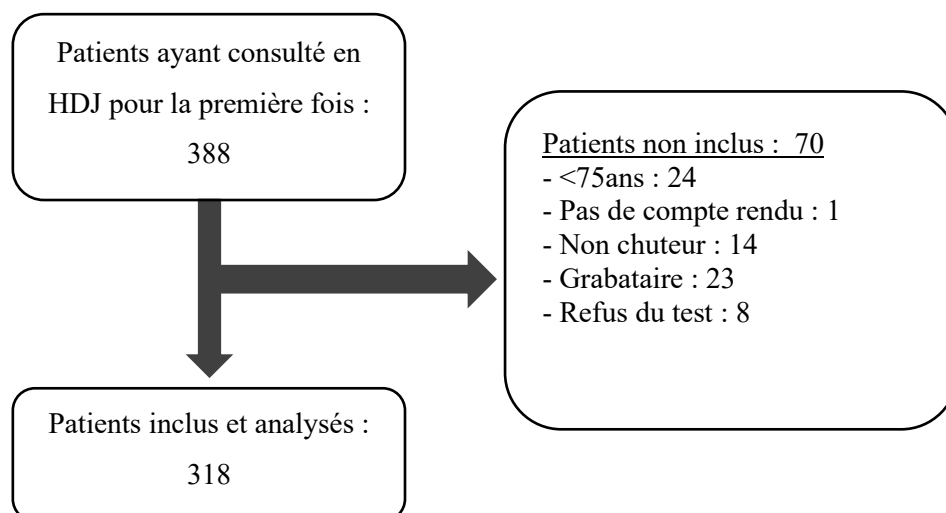 Patients ayant consulté en
HDJ pour la première fois :
388
Patients non inclus : 70
- <75ans : 24
- Pas de compte rendu : 1
- Non chuteur : 14
- Grabataire : 23
- Refus du test : 8
Patients inclus et analysés :
318